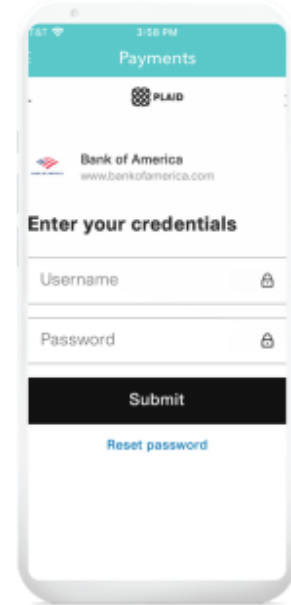 AT&T 3:58 PM
Payments
PLAID
Bank of America
www.bankofamerica.com
Enter your credentials
Username
Password
Submit
Reset password